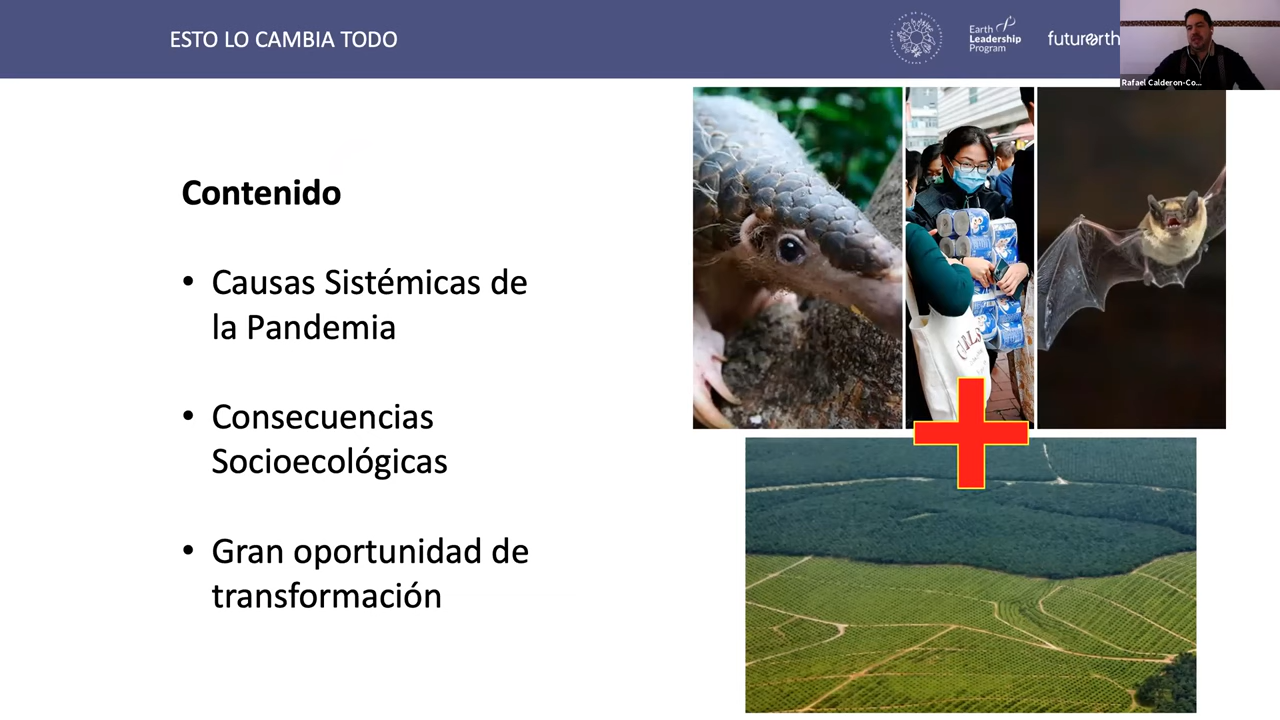 ESTO LO CAMBIA TODO
Earth
Leadership
Program
futurerth
Rafael Calderon-Co...
Contenido
• Causas Sistémicas de
la Pandemia
• Consecuencias
Socioecológicas
• Gran oportunidad de
transformación